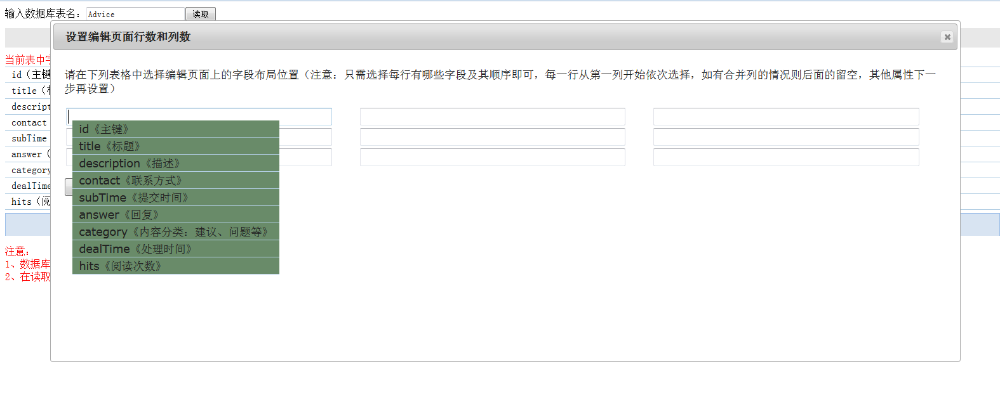 输入数据库表名： Advice 读取
设置编辑页面行数和列数
请在下列表格中选择编辑页面上的字段布局位置（注意：只需选择每行有哪些字段及其顺序即可，每一行从第一列开始依次选择，如有合并列的情况则后面的留空，其他属性下一
步再设置）
id《主键》
title《标题》
description《描述》
contact《联系方式》
subTime《提交时间》
answer《回复》
category《内容分类：建议、问题等》
dealTime《处理时间》
hits《阅读次数》
当前表中字
id（主键
title（
descript
contact
subTime
answer（
category
dealTime
hits（阅
注意：
1、数据库
2、在读取